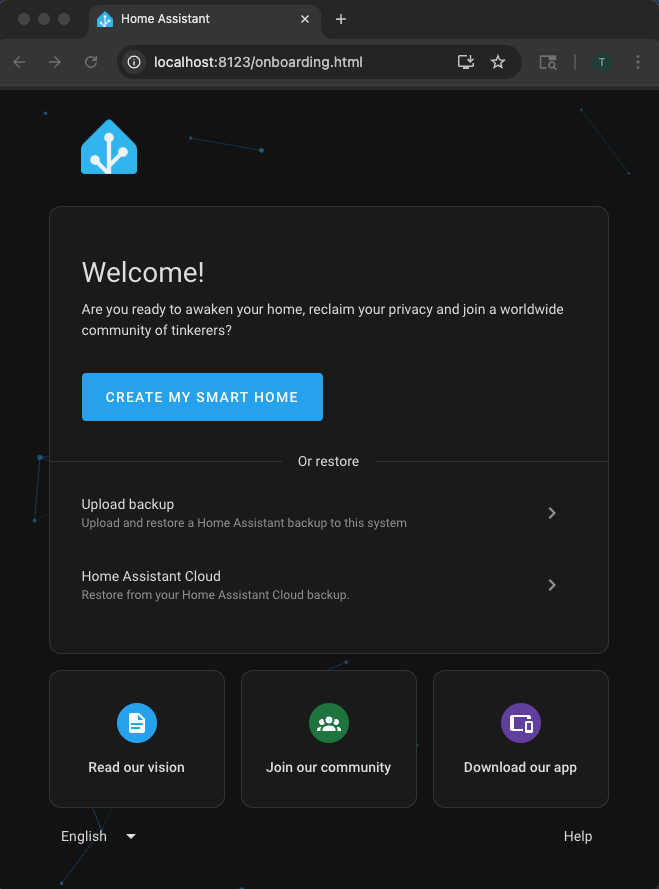 Home Assistant
localhost:8123/onboarding.html
T
Welcome!
Are you ready to awaken your home, reclaim your privacy and join a worldwide
community of tinkerers?
CREATE MY SMART HOME
Or restore
Upload backup
Upload and restore a Home Assistant backup to this system
Home Assistant Cloud
Restore from your Home Assistant Cloud backup.
Read our vision
Join our community
Download our app
English
Help